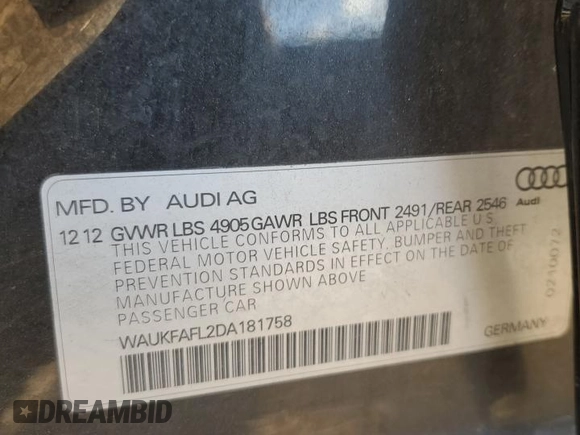 MFD. BY AUDI AG
Audi
12 12 GVWR LBS 4905 GAWR LBS FRONT 2491/REAR 2546
THIS VEHICLE CONFORMS TO ALL APPLICABLE U.S.
FEDERAL MOTOR VEHICLE SAFETY, BUMPER AND THEFT
PREVENTION STANDARDS IN EFFECT ON THE DATE OF
MANUFACTURE SHOWN ABOVE
PASSENGER CAR
WAUKFAFL2DA181758
GERMANY
0210072
DREAMBID